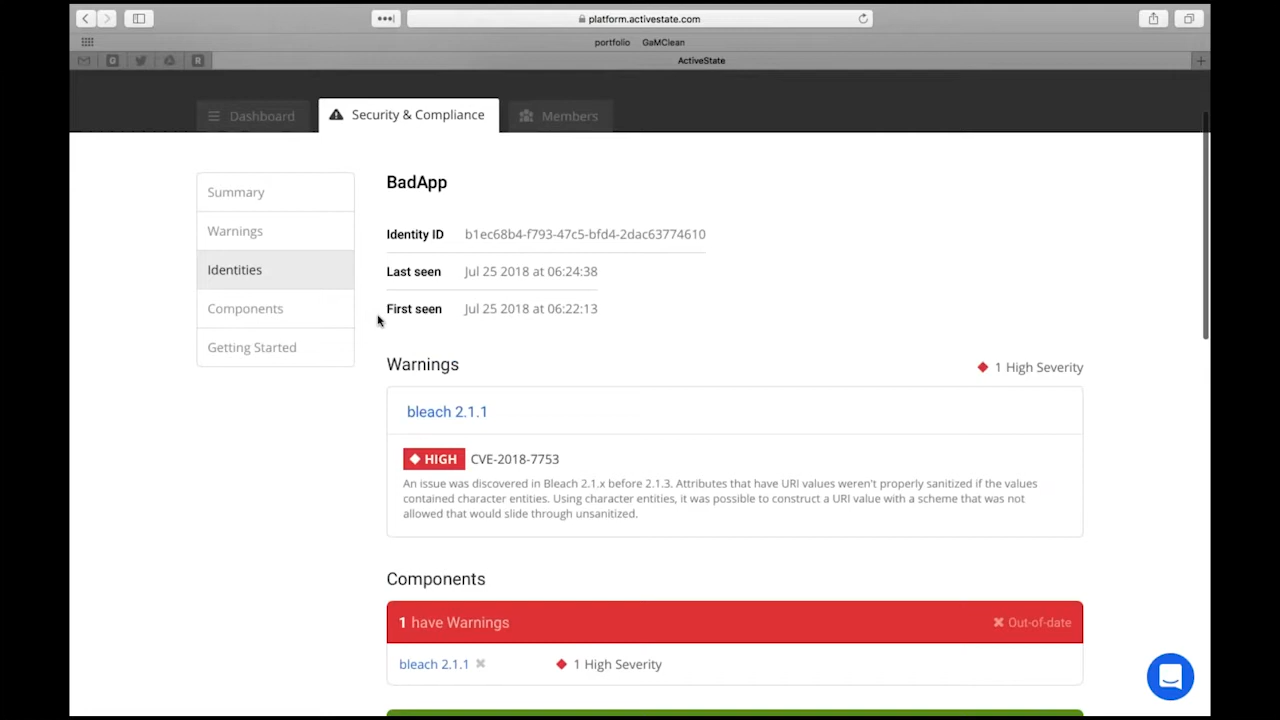 platform.activestate.com
portfolio GaMClean
G R ActiveState
Dashboard Security & Compliance Members
Summary
Warnings
Identities
Components
Getting Started
BadApp
Identity ID b1ec68b4-f793-47c5-bfd4-2dac63774610
Last seen Jul 25 2018 at 06:24:38
First seen Jul 25 2018 at 06:22:13
Warnings 1 High Severity
bleach 2.1.1
HIGH CVE-2018-7753
An issue was discovered in Bleach 2.1.x before 2.1.3. Attributes that have URI values weren't properly sanitized if the values
contained character entities. Using character entities, it was possible to construct a URI value with a scheme that was not
allowed that would slide through unsanitized.
Components
1 have Warnings Out-of-date
bleach 2.1.1 1 High Severity